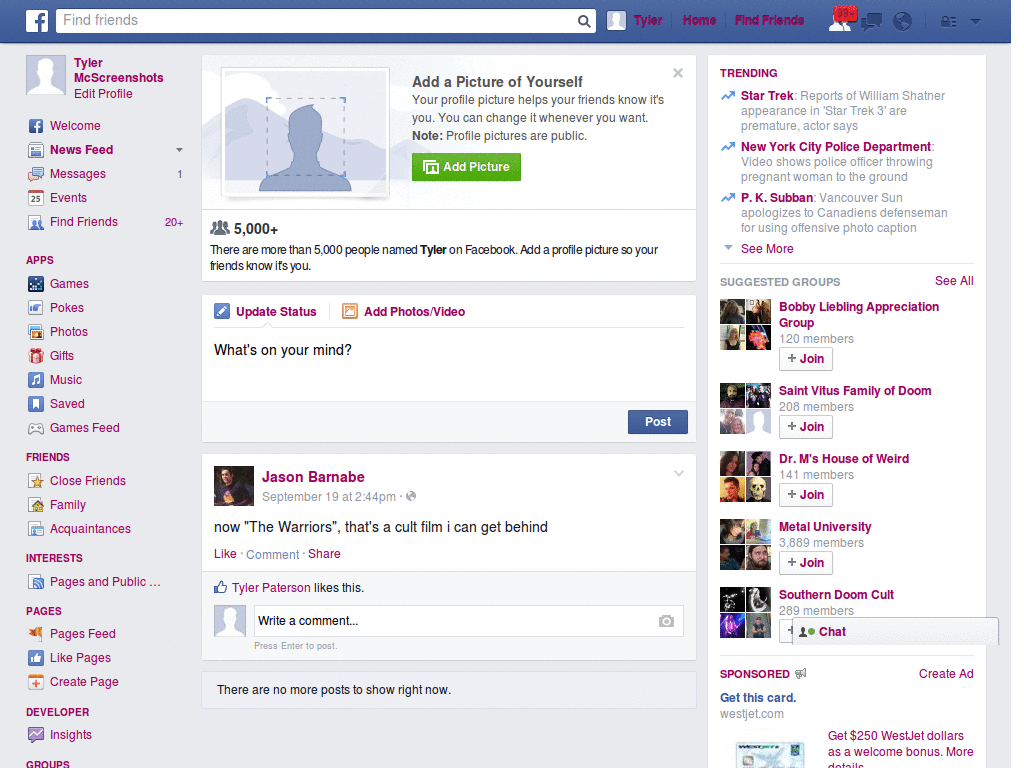 Find friends
Tyler
Home
Find Friends
99+
Tyler
McScreenshots
Edit Profile
Welcome
News Feed
Messages 1
Events
Find Friends 20+
APPS
Games
Pokes
Photos
Gifts
Music
Saved
Games Feed
FRIENDS
Close Friends
Family
Acquaintances
INTERESTS
Pages and Public ...
PAGES
Pages Feed
Like Pages
Create Page
DEVELOPER
Insights
GROUPS
Add a Picture of Yourself
Your profile picture helps your friends know it's
you. You can change it whenever you want.
Note: Profile pictures are public.
Add Picture
5,000+
There are more than 5,000 people named Tyler on Facebook. Add a profile picture so your
friends know it's you.
Update Status
Add Photos/Video
What's on your mind?
Post
Jason Barnabe
September 19 at 2:44pm ·
now "The Warriors", that's a cult film i can get behind
Like · Comment · Share
Tyler Paterson likes this.
Write a comment...
Press Enter to post.
There are no more posts to show right now.
TRENDING
Star Trek: Reports of William Shatner
appearance in 'Star Trek 3' are
premature, actor says
New York City Police Department:
Video shows police officer throwing
pregnant woman to the ground
P. K. Subban: Vancouver Sun
apologizes to Canadiens defenseman
for using offensive photo caption
See More
SUGGESTED GROUPS See All
Bobby Liebling Appreciation
Group
120 members
+ Join
Saint Vitus Family of Doom
208 members
+ Join
Dr. M's House of Weird
141 members
+ Join
Metal University
3,889 members
+ Join
Southern Doom Cult
289 members
Chat
SPONSORED Create Ad
Get this card.
westjet.com
Get $250 WestJet dollars
as a welcome bonus. More
details